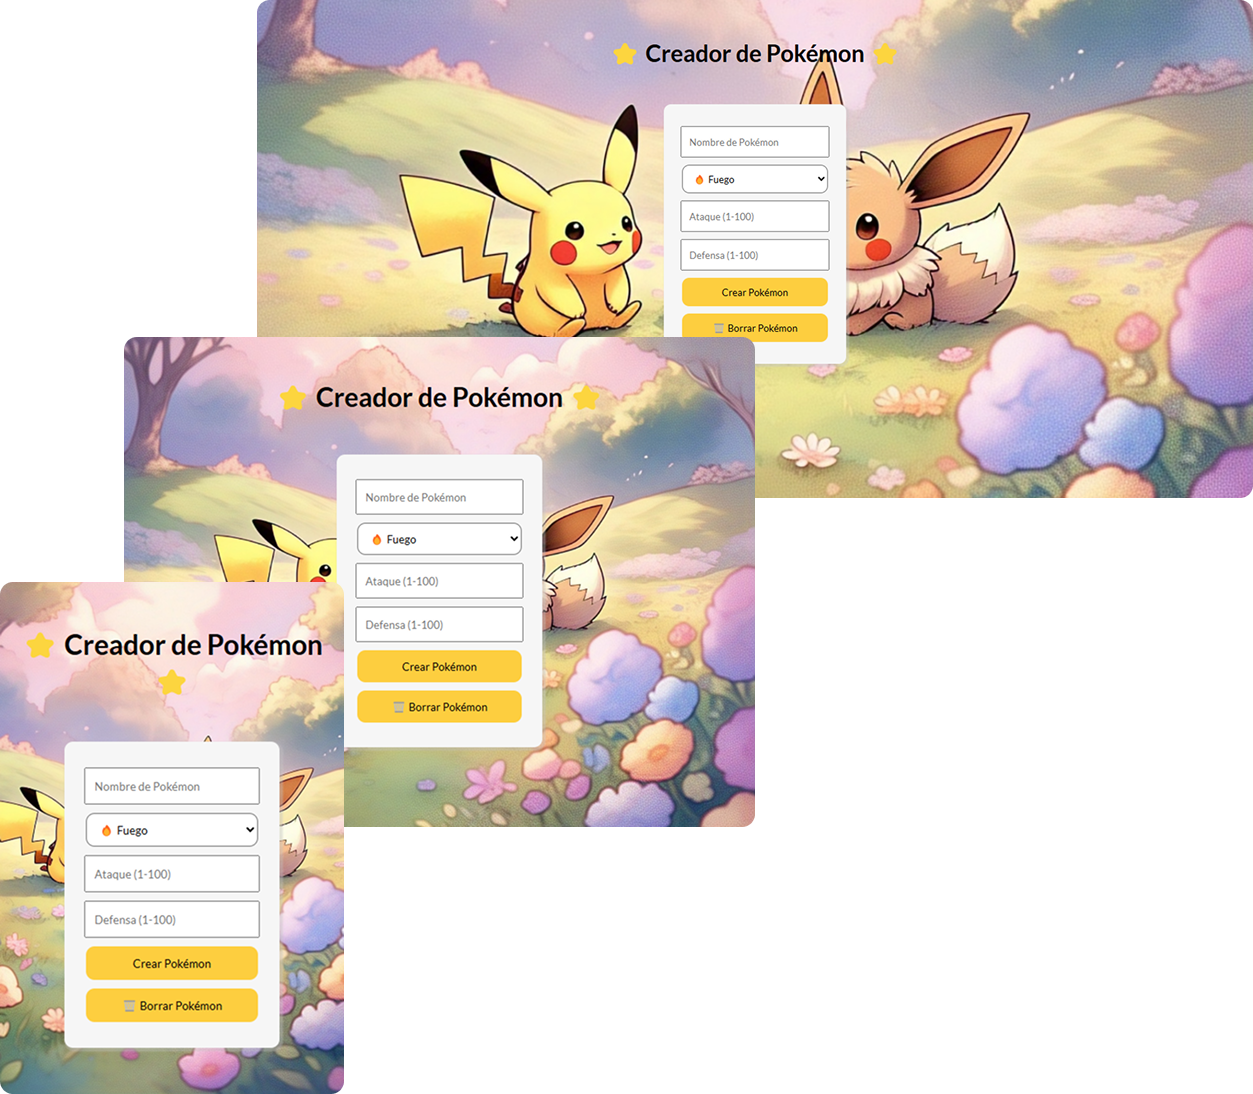 ⭐ Creador de Pokémon ⭐
Nombre de Pokémon
🔥 Fuego
Ataque (1-100)
Defensa (1-100)
Crear Pokémon
🗑️ Borrar Pokémon
⭐ Creador de Pokémon ⭐
Nombre de Pokémon
🔥 Fuego
Ataque (1-100)
Defensa (1-100)
Crear Pokémon
🗑️ Borrar Pokémon
⭐ Creador de Pokémon
⭐
Nombre de Pokémon
🔥 Fuego
Ataque (1-100)
Defensa (1-100)
Crear Pokémon
🗑️ Borrar Pokémon